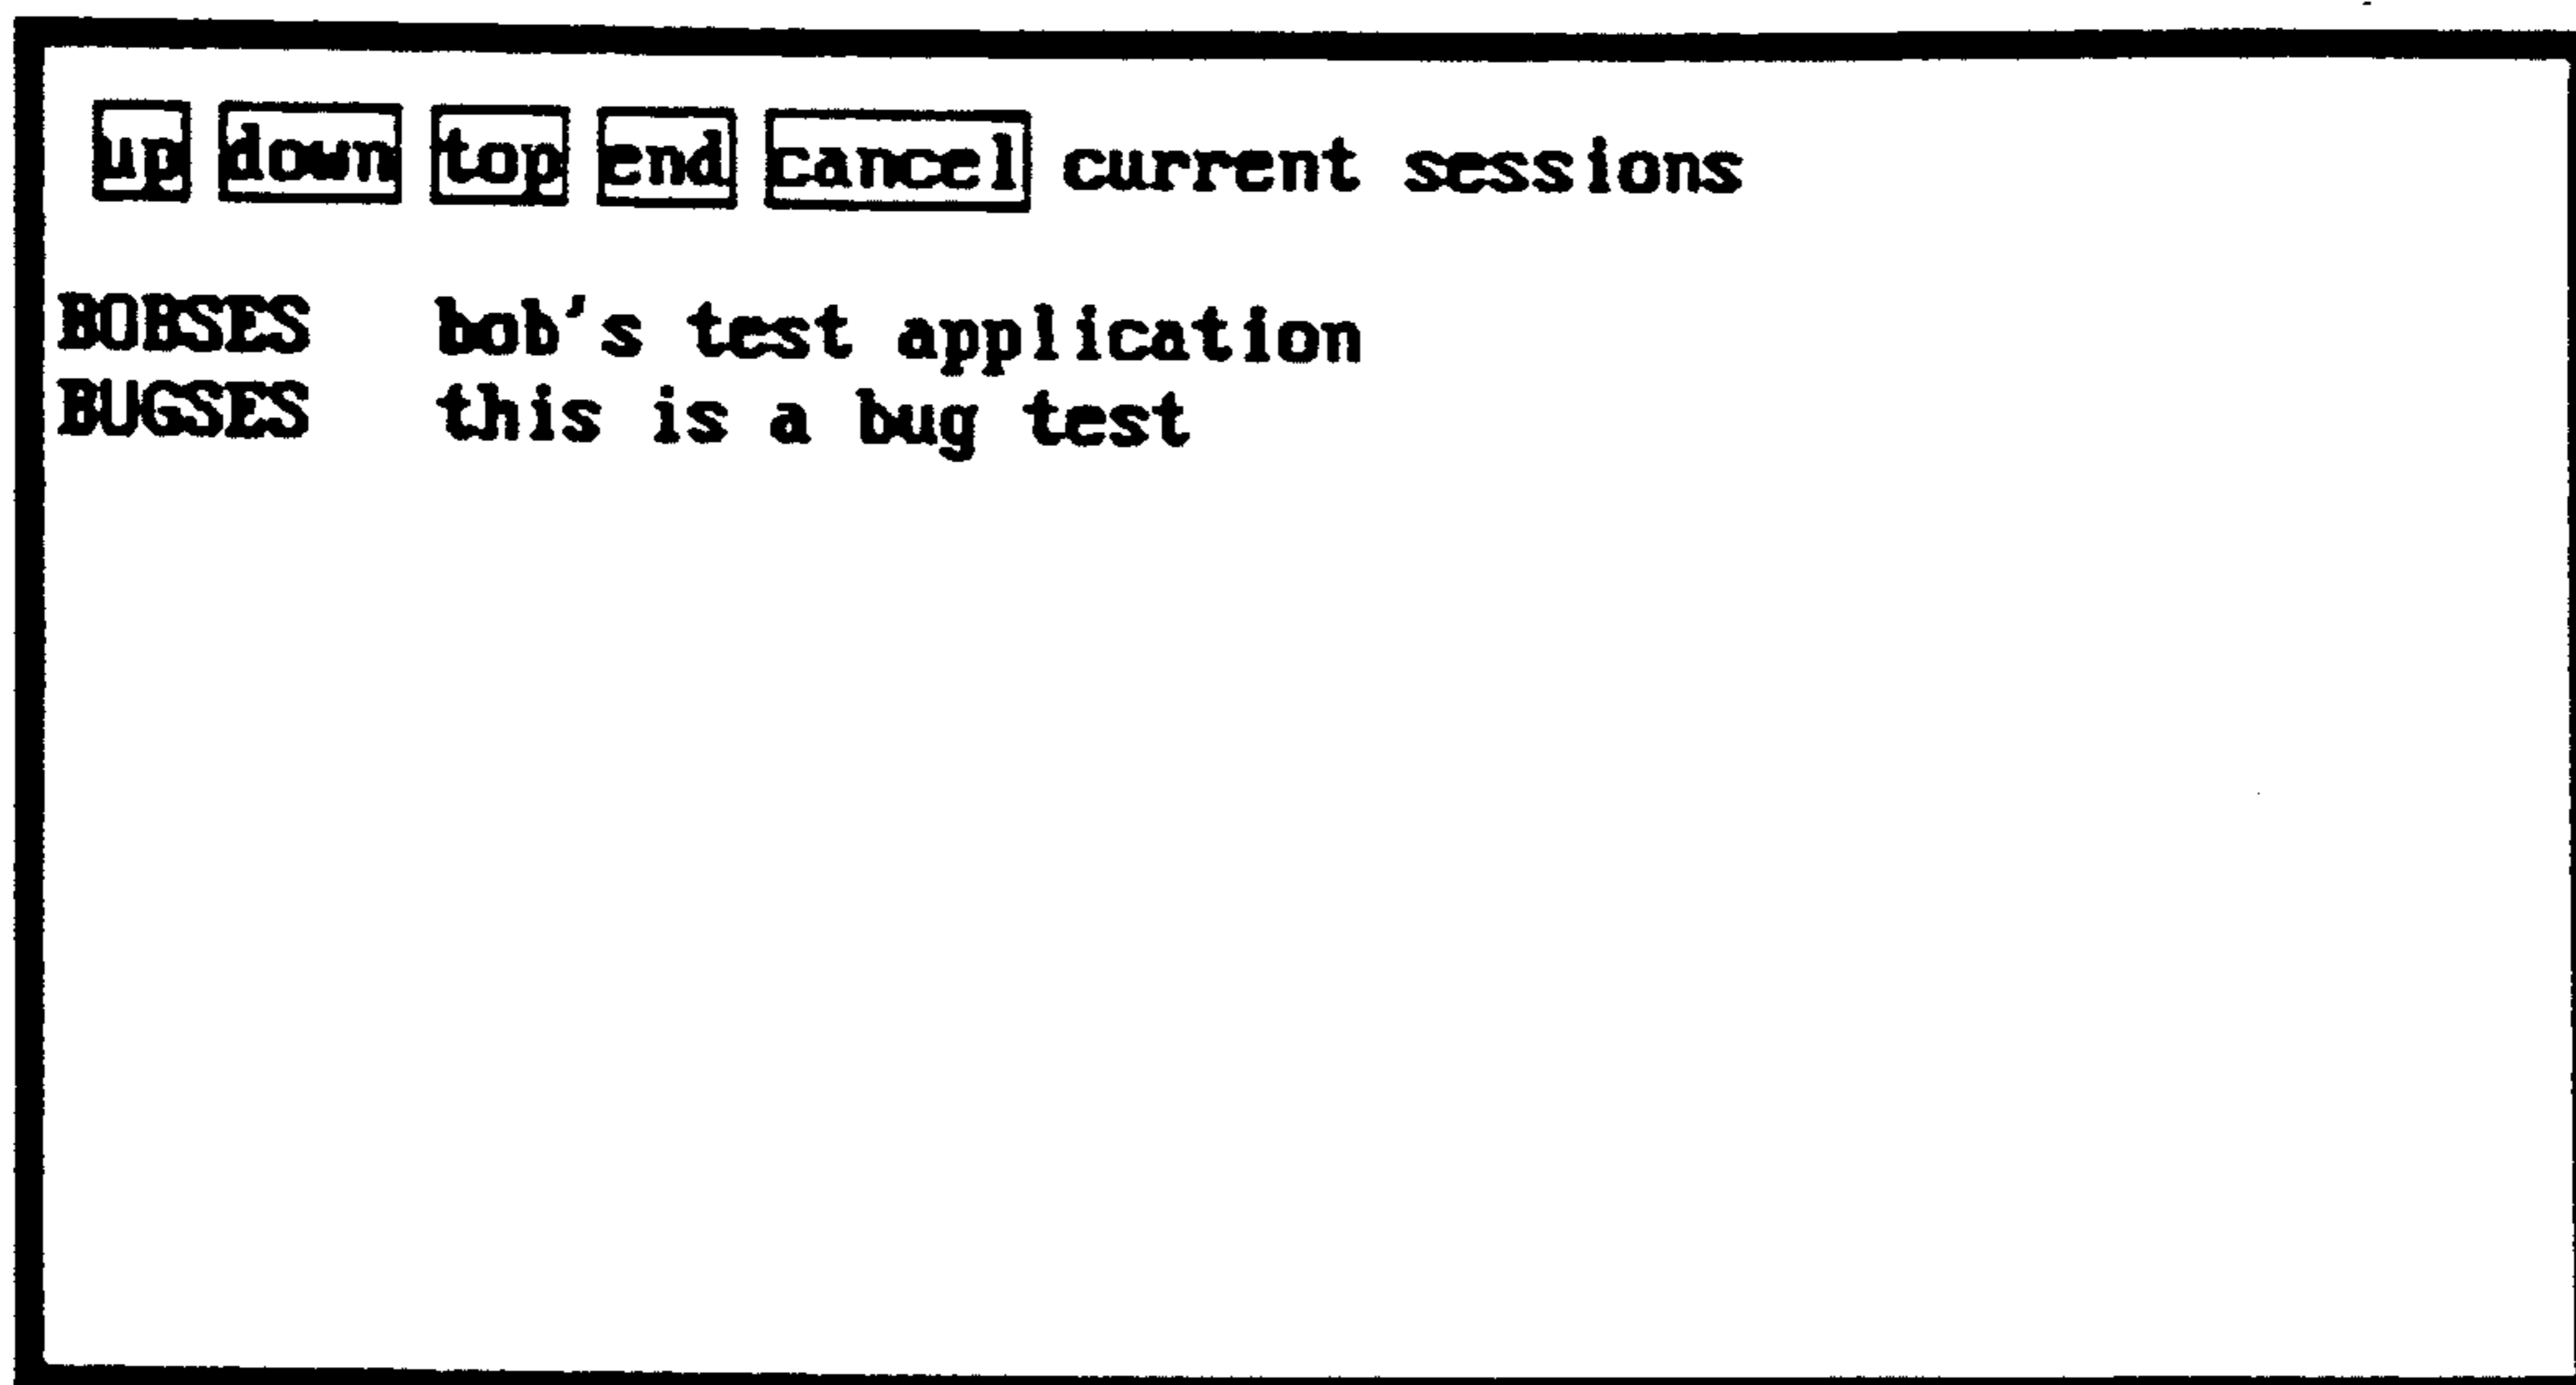 up down top end cancel current sessions
BOBSES bob's test application
BUGSES this is a bug test